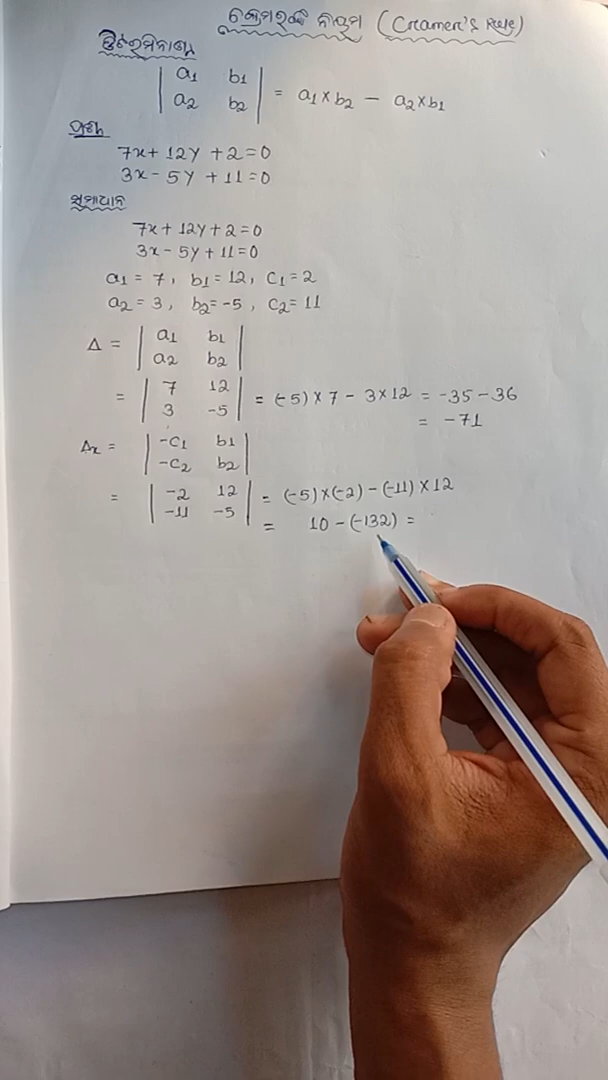 କ୍ରାମରଙ୍କ ନିୟମ (Cramer's Rule)
ଡିଟରମିନାଣ୍ଟ
| a1 b1 |
| a2 b2 | = a1×b2 − a2×b1
ପ୍ରଶ୍ନ
7x + 12y + 2 = 0
3x − 5y + 11 = 0
ସମାଧାନ
7x + 12y + 2 = 0
3x − 5y + 11 = 0
a1 = 7, b1 = 12, c1 = 2
a2 = 3, b2 = -5, c2 = 11
Δ = | a1 b1 |
| a2 b2 |
= | 7 12 |
| 3 -5 | = (-5) × 7 − 3×12 = -35 − 36
= -71
Δx = | -c1 b1 |
| -c2 b2 |
= | -2 12 |
| -11 -5 | = (-5)×(-2) − (-11) × 12
= 10 − (-132) =